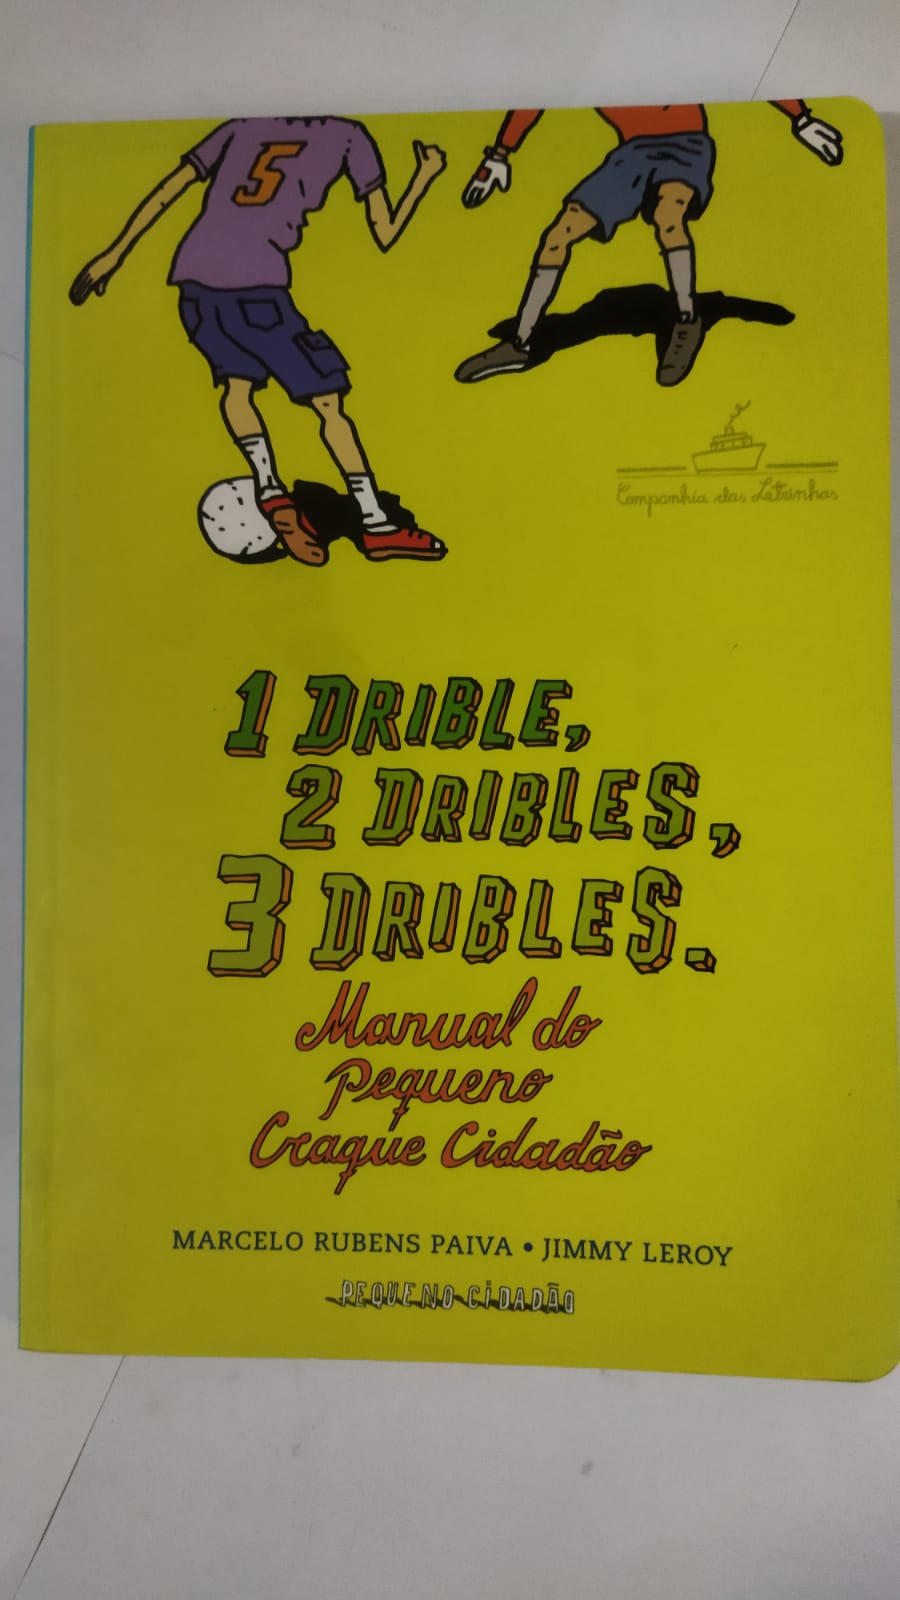 5
Companhia das Letrinhas
1 DRIBLE,
2 DRIBLES,
3 DRIBLES.
Manual do
Pequeno
Craque Cidadão
MARCELO RUBENS PAIVA • JIMMY LEROY
PEQUENO CIDADÃO